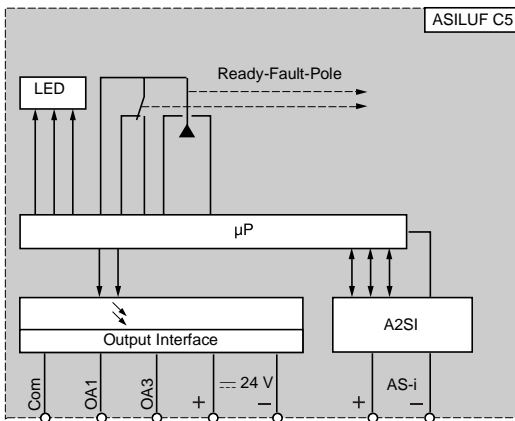 ASILUF C5
Ready-Fault-Pole
LED
µP
A2SI
Output Interface
Com
OA1
OA3
+
24 V
–
+
AS-i
–